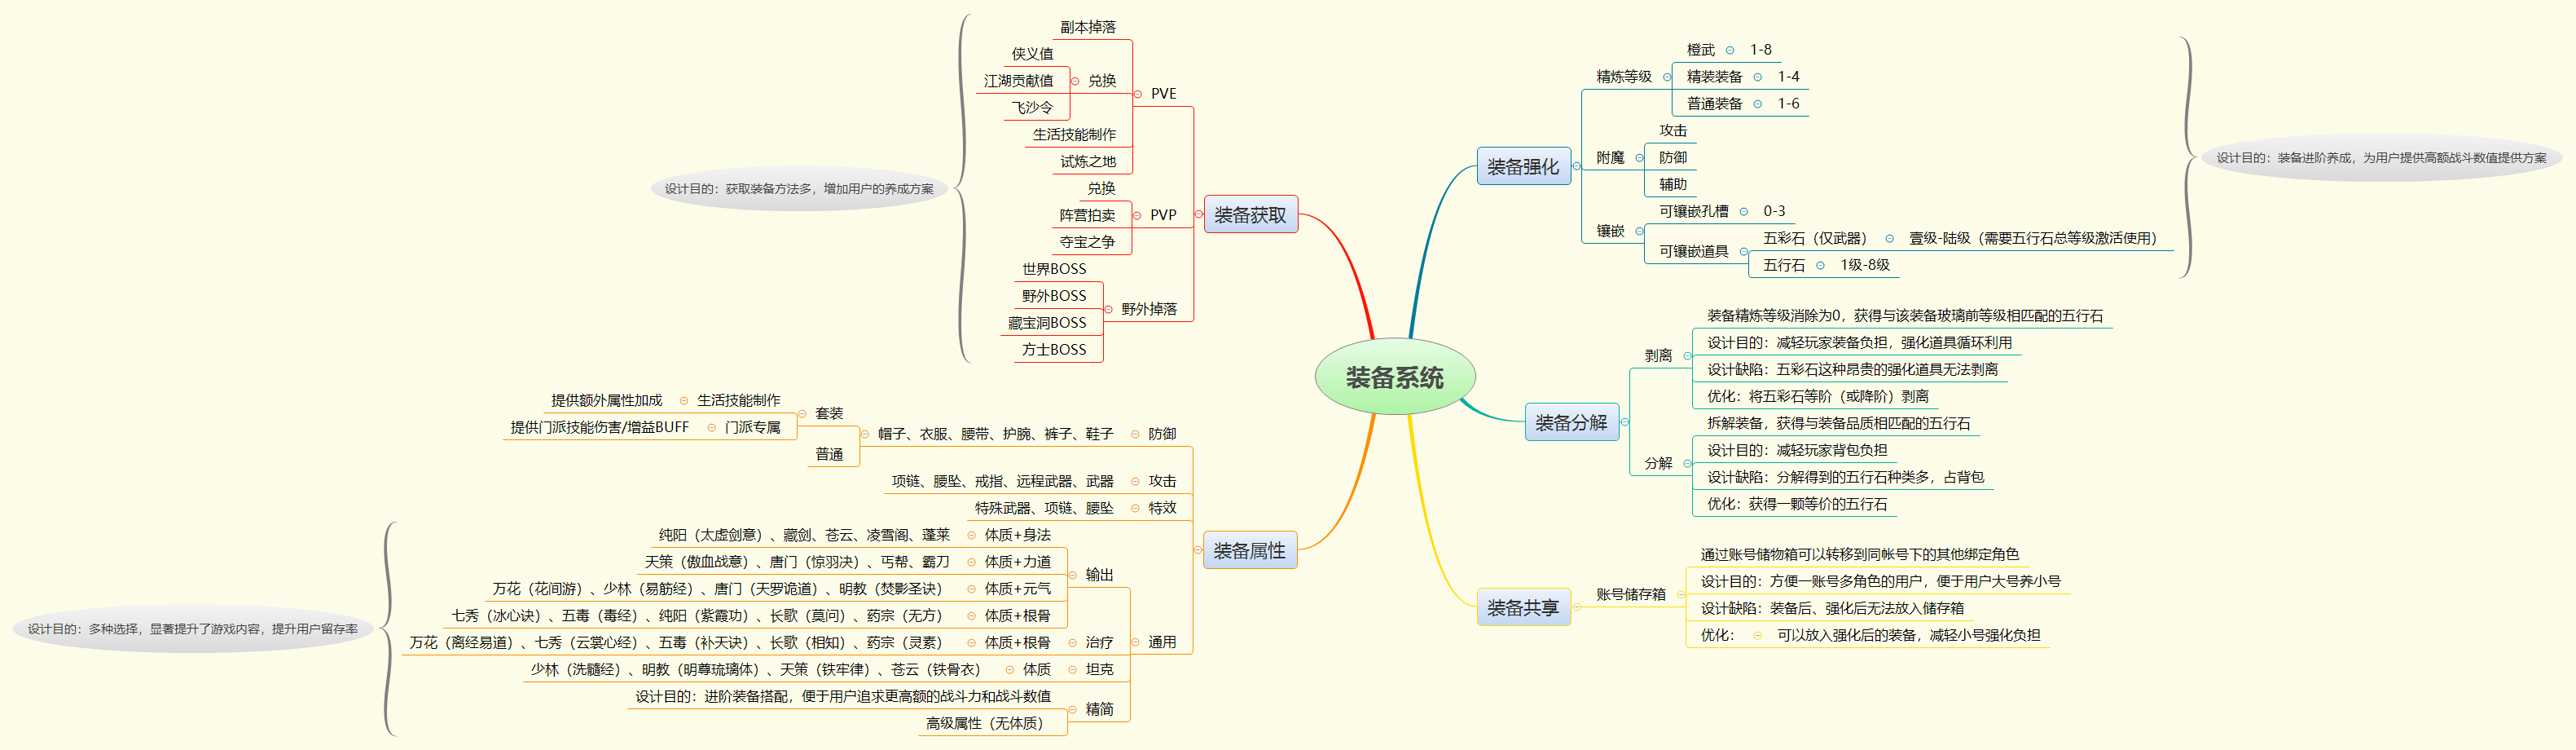 装备系统
装备获取
PVE
副本掉落
兑换
侠义值
江湖贡献值
飞沙令
生活技能制作
试炼之地
PVP
兑换
阵营拍卖
夺宝之争
野外掉落
世界BOSS
野外BOSS
藏宝洞BOSS
方士BOSS
设计目的：获取装备方法多，增加用户的养成方案
装备属性
防御
帽子、衣服、腰带、护腕、裤子、鞋子
套装
生活技能制作
提供额外属性加成
门派专属
提供门派技能伤害/增益BUFF
普通
攻击
项链、腰坠、戒指、远程武器、武器
特效
特殊武器、项链、腰坠
通用
输出
体质+身法
纯阳（太虚剑意）、藏剑、苍云、凌雪阁、蓬莱
体质+力道
天策（傲血战意）、唐门（惊羽决）、丐帮、霸刀
体质+元气
万花（花间游）、少林（易筋经）、唐门（天罗诡道）、明教（焚影圣诀）
体质+根骨
七秀（冰心诀）、五毒（毒经）、纯阳（紫霞功）、长歌（莫问）、药宗（无方）
治疗
体质+根骨
万花（离经易道）、七秀（云裳心经）、五毒（补天诀）、长歌（相知）、药宗（灵素）
坦克
体质
少林（洗髓经）、明教（明尊琉璃体）、天策（铁牢律）、苍云（铁骨衣）
精简
设计目的：进阶装备搭配，便于用户追求更高额的战斗力和战斗数值
高级属性（无体质）
设计目的：多种选择，显著提升了游戏内容，提升用户留存率
装备强化
精炼等级
橙武
1-8
精装装备
1-4
普通装备
1-6
附魔
攻击
防御
辅助
镶嵌
可镶嵌孔槽
0-3
可镶嵌道具
五彩石（仅武器）
壹级-陆级（需要五行石总等级激活使用）
五行石
1级-8级
设计目的：装备进阶养成，为用户提供高额战斗数值提供方案
装备分解
剥离
装备精炼等级消除为0，获得与该装备玻璃前等级相匹配的五行石
设计目的：减轻玩家装备负担，强化道具循环利用
设计缺陷：五彩石这种昂贵的强化道具无法剥离
优化：将五彩石等阶（或降阶）剥离
分解
拆解装备，获得与装备品质相匹配的五行石
设计目的：减轻玩家背包负担
设计缺陷：分解得到的五行石种类多，占背包
优化：获得一颗等价的五行石
装备共享
账号储存箱
通过账号储物箱可以转移到同帐号下的其他绑定角色
设计目的：方便一账号多角色的用户，便于用户大号养小号
设计缺陷：装备后、强化后无法放入储存箱
优化：
可以放入强化后的装备，减轻小号强化负担